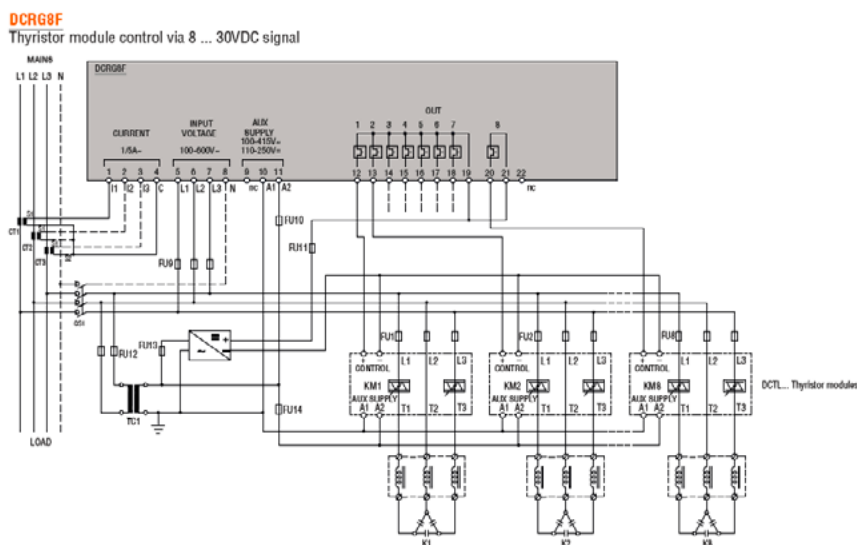 DCRG8F
Thyristor module control via 8 ... 30VDC signal
MAINS
L1 L2 L3 N
DCRG8F
CURRENT
1/5A~
INPUT
VOLTAGE
100-600V~
AUX
SUPPLY
100-415V~
110-250V=
OUT
1 2 3 4 5 6 7 8
1 2 3 4 5 6 7 8 9 10 11 12 13 14 15 16 17 18 19 20 21 22
I1 I2 I3 C L1 L2 L3 N nc A1 A2 nc
FU10
FU11
CT1
CT2
CT3
FU9
QS1
FU12
FU13
FU14
TC1
LOAD
FU1 L1 L2 L3
FU2 L1 L2 L3
FU8 L1 L2 L3
+ −
CONTROL
KM1
AUX SUPPLY
A1 A2 T1 T2 T3
+ −
CONTROL
KM2
AUX SUPPLY
A1 A2 T1 T2 T3
+ −
CONTROL
KM8
AUX SUPPLY
A1 A2 T1 T2 T3
DCTL... Thyristor modules
K1
K2
K8